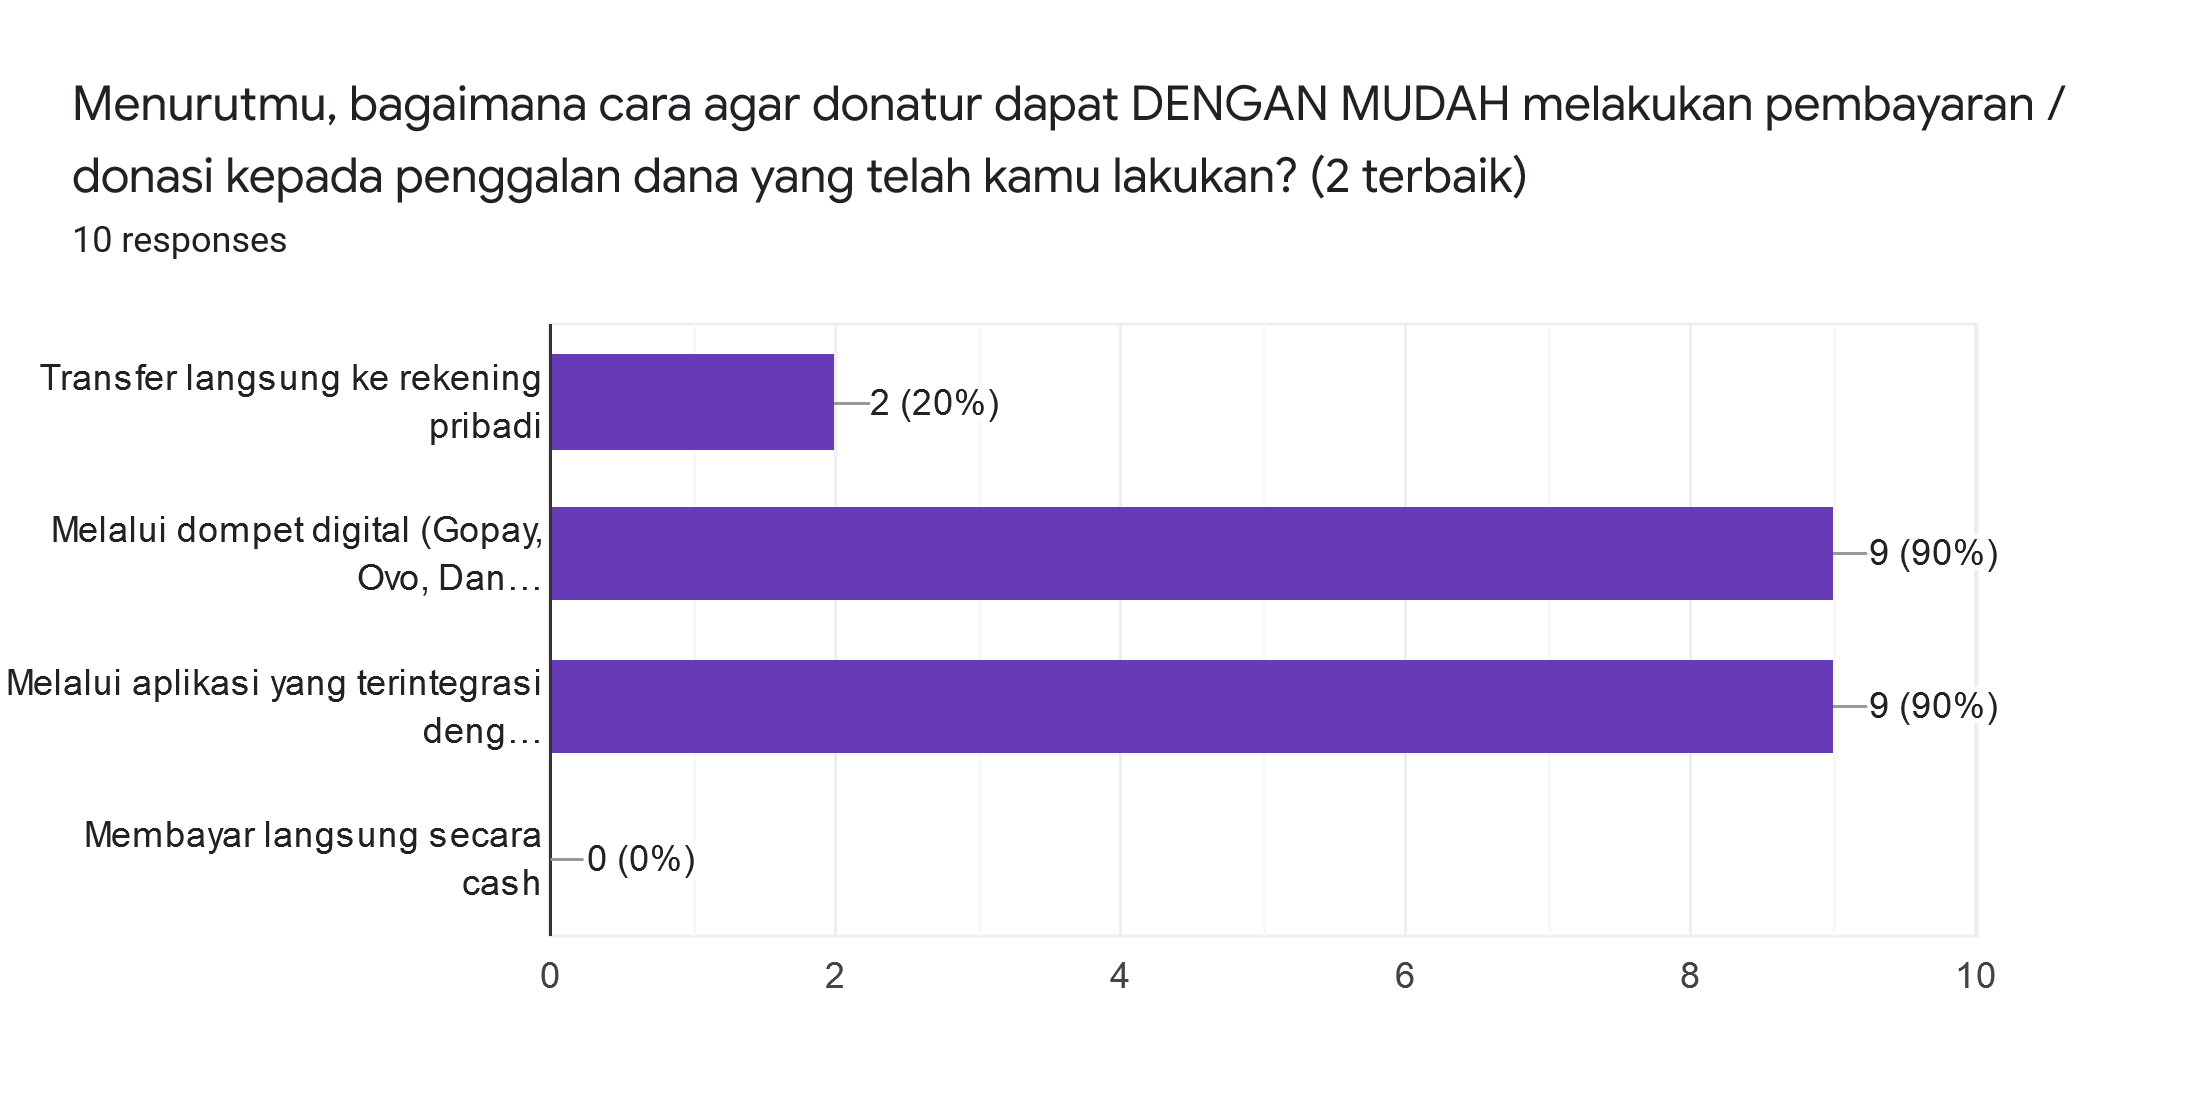 Menurutmu, bagaimana cara agar donatur dapat DENGAN MUDAH melakukan pembayaran /
donasi kepada penggalan dana yang telah kamu lakukan? (2 terbaik)
10 responses
Transfer langsung ke rekening
pribadi
2 (20%)
Melalui dompet digital (Gopay,
Ovo, Dan…
9 (90%)
Melalui aplikasi yang terintegrasi
deng…
9 (90%)
Membayar langsung secara
cash
0 (0%)
0 2 4 6 8 10